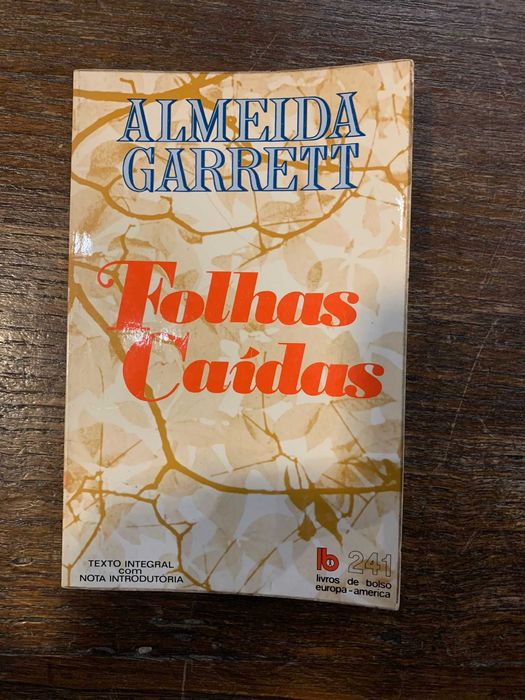 ALMEIDA
GARRETT
Folhas
Caídas
TEXTO INTEGRAL
com
NOTA INTRODUTÓRIA
lb 241
livros de bolso
europa-america